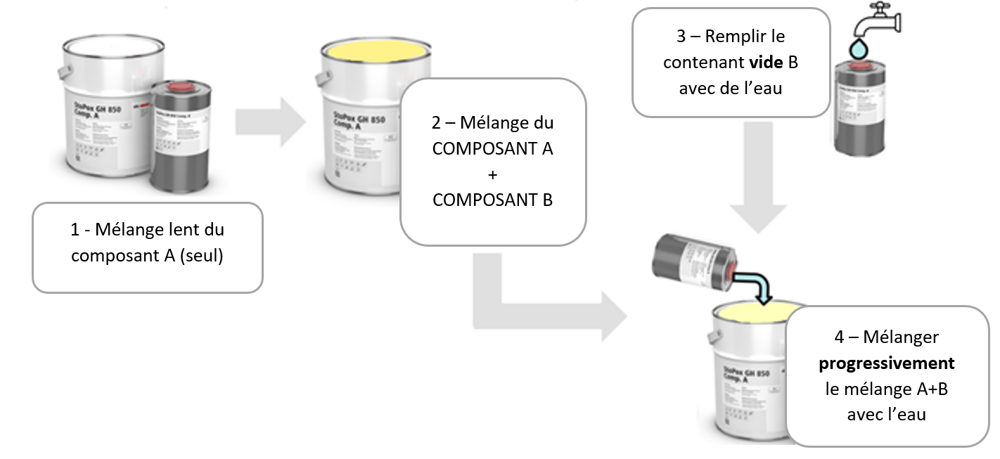 StoPox GH 850
Comp. A
1 - Mélange lent du
composant A (seul)
StoPox GH 850
Comp. A
2 – Mélange du
COMPOSANT A
+
COMPOSANT B
3 – Remplir le
contenant vide B
avec de l’eau
StoPox GH 850
Comp. A
4 – Mélanger
progressivement
le mélange A+B
avec l’eau